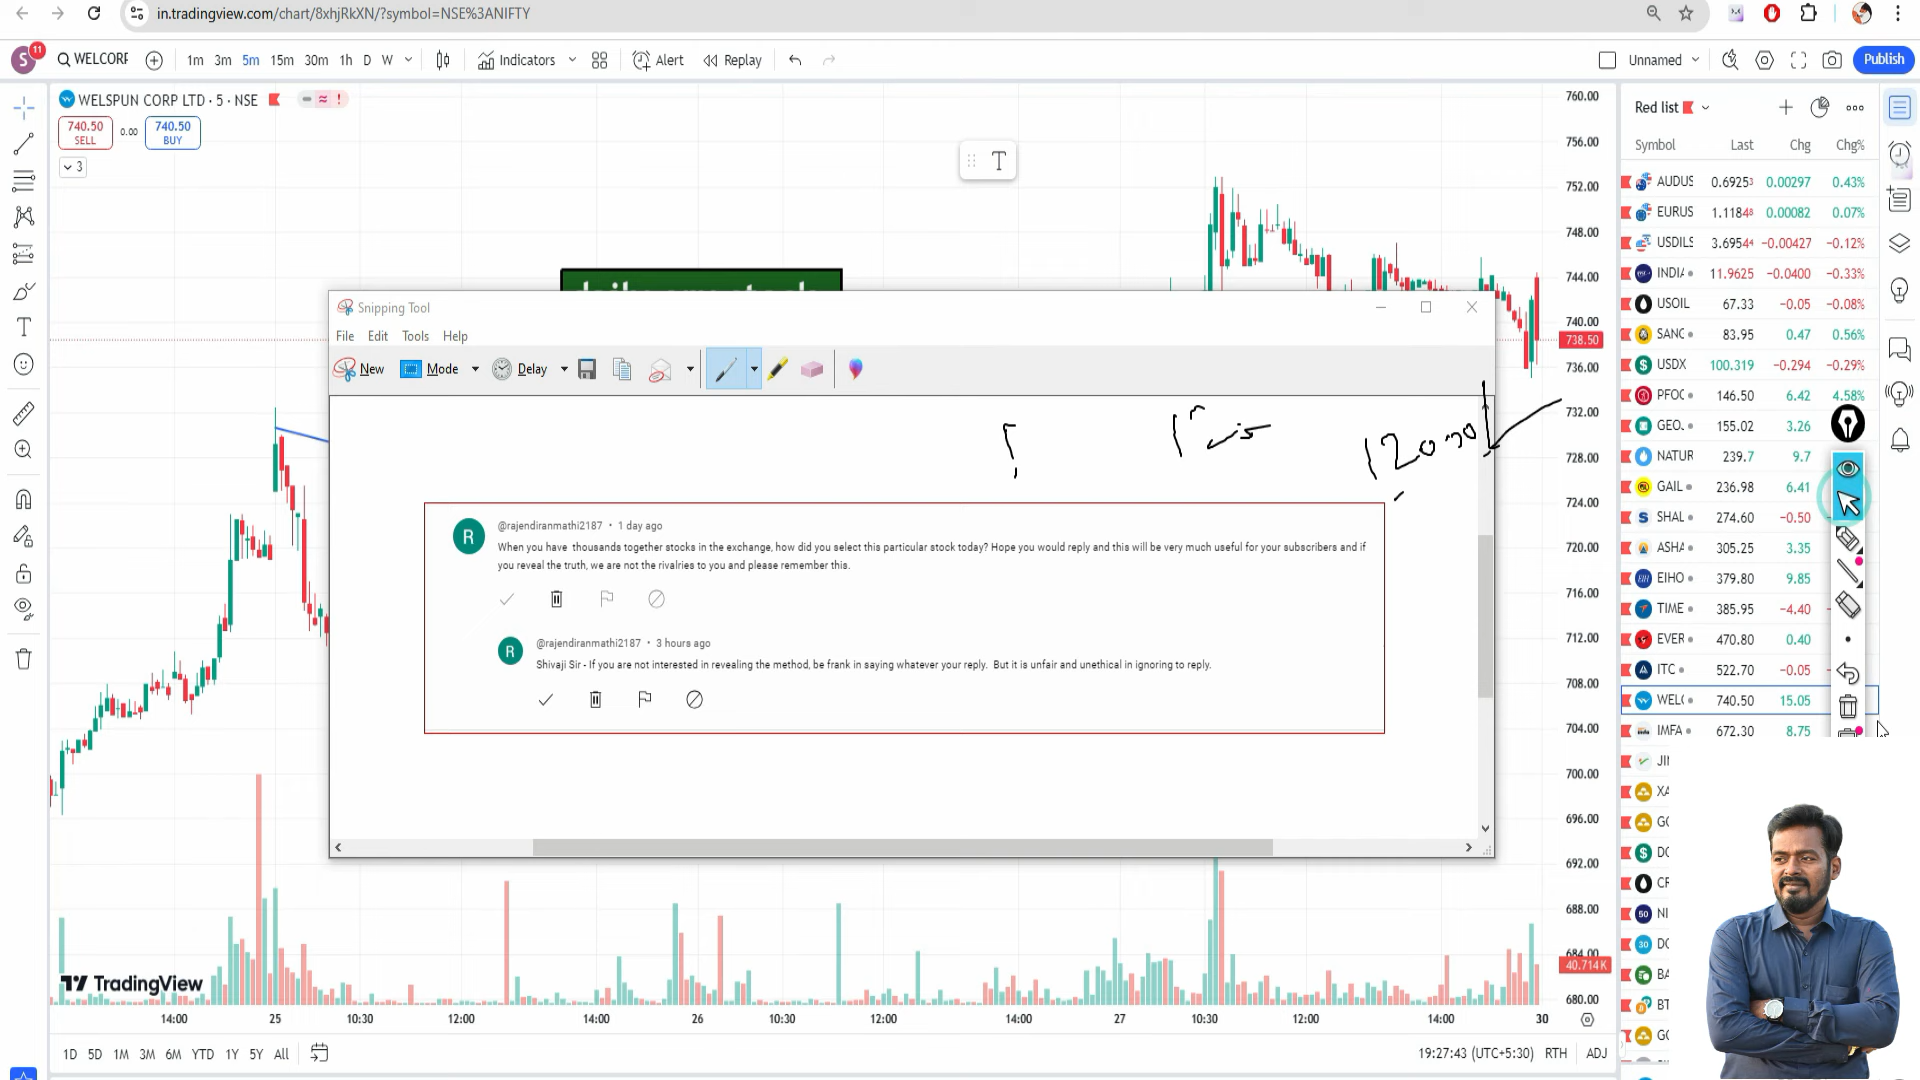 in.tradingview.com/chart/8xhjRkXN/?symbol=NSE%3ANIFTY
S 11 WELCORP 1m 3m 5m 15m 30m 1h D W Indicators Alert Replay Unnamed Publish
WELSPUN CORP LTD · 5 · NSE
740.50 SELL 0.00 740.50 BUY
3
T
Snipping Tool
File Edit Tools Help
New Mode Delay
12
@rajendiranmathi2187 • 1 day ago
When you have thousands together stocks in the exchange, how did you select this particular stock today? Hope you would reply and this will be very much useful for your subscribers and if
you reveal the truth, we are not the rivalries to you and please remember this.
@rajendiranmathi2187 • 3 hours ago
Shivaji Sir - If you are not interested in revealing the method, be frank in saying whatever your reply. But it is unfair and unethical in ignoring to reply.
760.00
756.00
752.00
748.00
744.00
740.00
738.50
736.00
732.00
728.00
724.00
720.00
716.00
712.00
708.00
704.00
700.00
696.00
692.00
688.00
684.00
40.714K
680.00
Red list
Symbol Last Chg Chg%
AUDUS 0.69253 0.00297 0.43%
EURUS 1.11848 0.00082 0.07%
USDILS 3.69544 −0.00427 −0.12%
INDIA 11.9625 −0.0400 −0.33%
USOIL 67.33 −0.05 −0.08%
SANC 83.95 0.47 0.56%
USDX 100.319 −0.294 −0.29%
PFOC 146.50 6.42 4.58%
GEO. 155.02 3.26
NATUR 239.7 9.7
GAIL 236.98 6.41
SHAL 274.60 −0.50
ASHA 305.25 3.35
EIHO 379.80 9.85
TIME 385.95 −4.40
EVER 470.80 0.40
ITC 522.70 −0.05
WELC 740.50 15.05
IMFA 672.30 8.75
JII
XA
GC
DC
CF
NI
DC
BA
BT
GC
TradingView
14:00 25 10:30 12:00 14:00 26 10:30 12:00 14:00 27 10:30 12:00 14:00 30
1D 5D 1M 3M 6M YTD 1Y 5Y All 19:27:43 (UTC+5:30) RTH ADJ